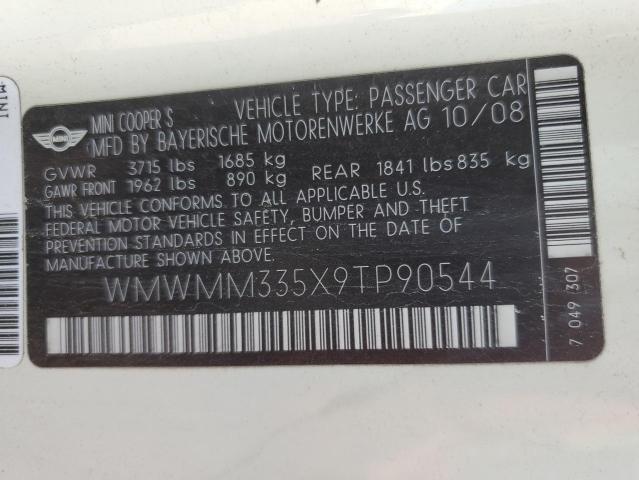 MINI
MINI
MINI COOPER S VEHICLE TYPE: PASSENGER CAR
MFD BY BAYERISCHE MOTORENWERKE AG 10/08
GVWR 3715 lbs 1685 kg
GAWR FRONT 1962 lbs 890 kg REAR 1841 lbs 835 kg
THIS VEHICLE CONFORMS TO ALL APPLICABLE U.S.
FEDERAL MOTOR VEHICLE SAFETY, BUMPER AND THEFT
PREVENTION STANDARDS IN EFFECT ON THE DATE OF
MANUFACTURE SHOWN ABOVE.
WMWMM335X9TP90544
7 049 307